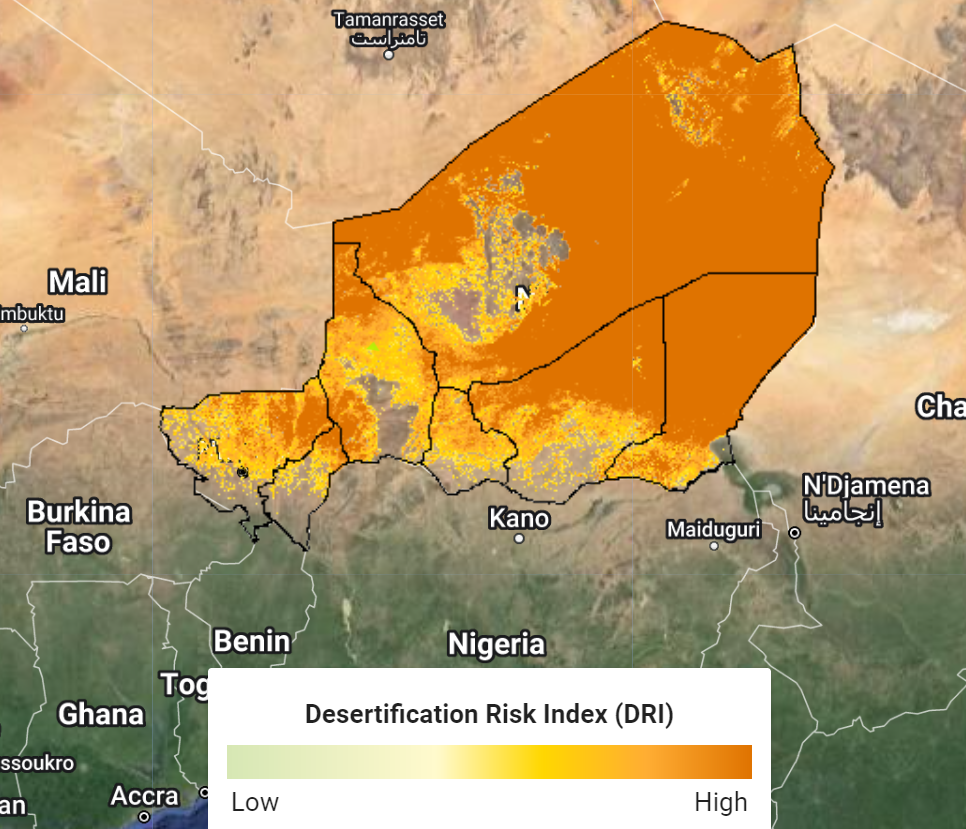 Tamanrasset
تامنراست
Mali
mbuktu
Cha
N'Djamena
إنجامينا
Burkina
Faso
Kano
Maiduguri
Benin
Nigeria
Tog
Ghana
ssoukro
an
Accra
Desertification Risk Index (DRI)
Low
High